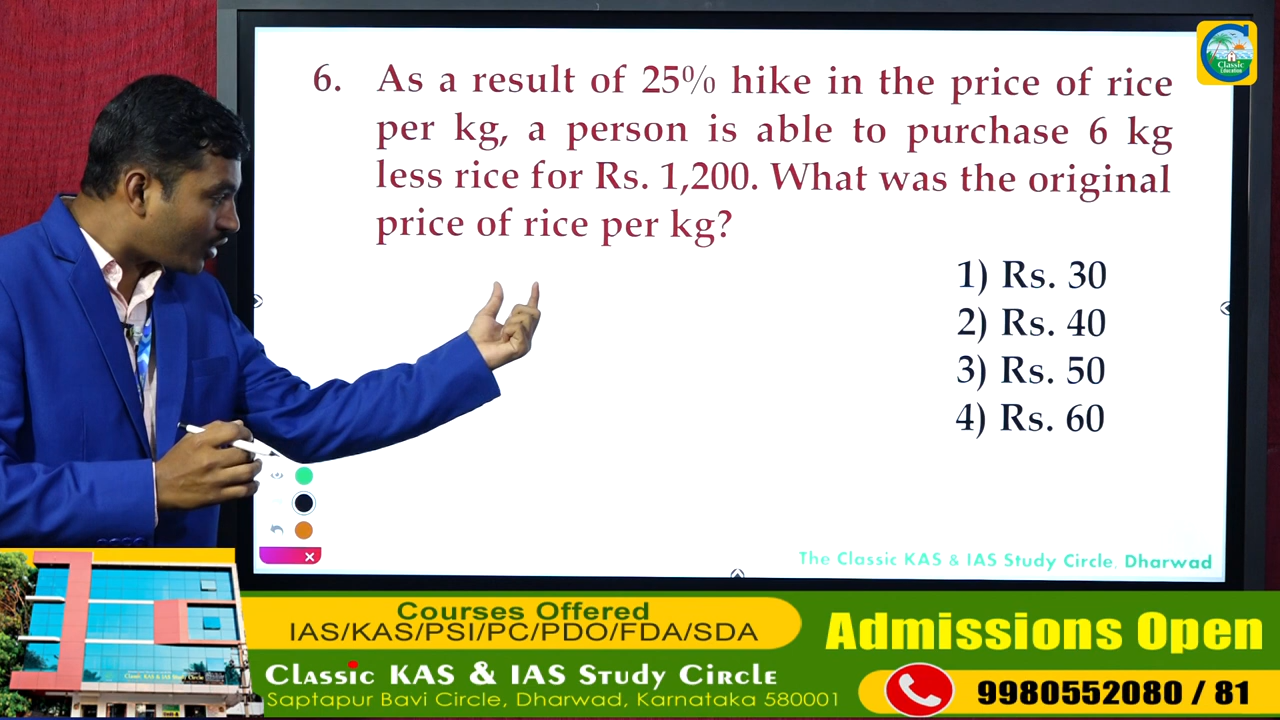 Classic
Education
6. As a result of 25% hike in the price of rice
per kg, a person is able to purchase 6 kg
less rice for Rs. 1,200. What was the original
price of rice per kg?
1) Rs. 30
2) Rs. 40
3) Rs. 50
4) Rs. 60
The Classic KAS & IAS Study Circle, Dharwad
Courses Offered
IAS/KAS/PSI/PC/PDO/FDA/SDA
Classic KAS & IAS Study Circle
Saptapur Bavi Circle, Dharwad, Karnataka 580001
Admissions Open
9980552080 / 81